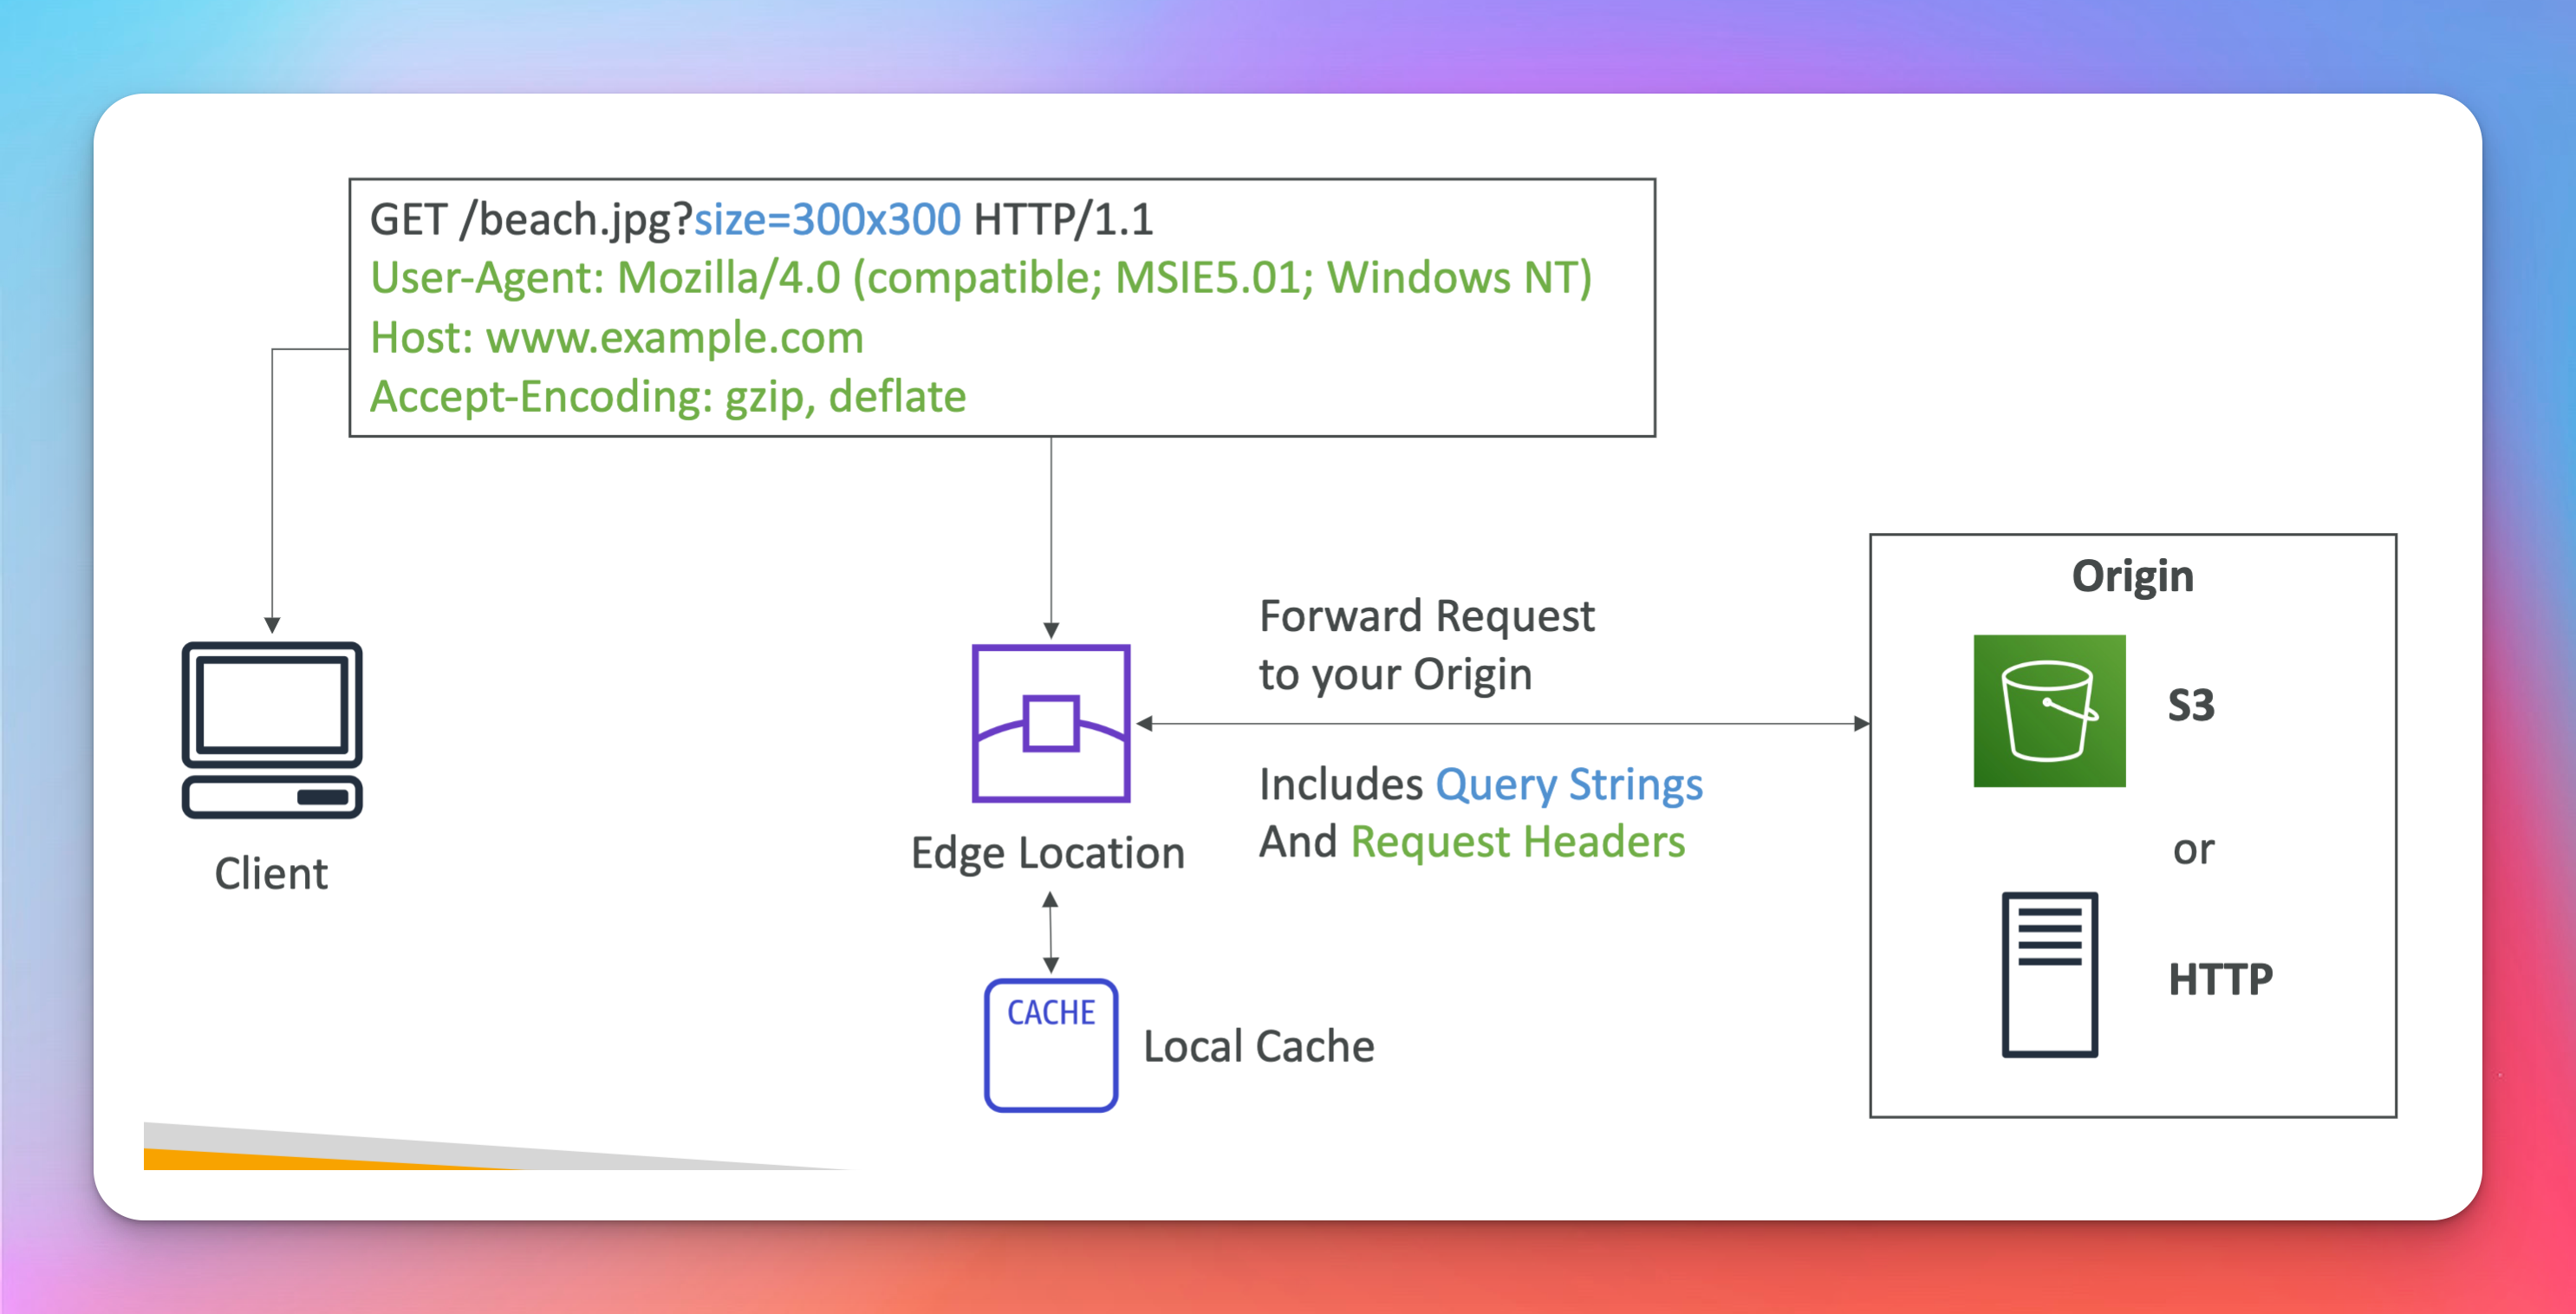 GET /beach.jpg?size=300x300 HTTP/1.1
User-Agent: Mozilla/4.0 (compatible; MSIE5.01; Windows NT)
Host: www.example.com
Accept-Encoding: gzip, deflate
Client
Edge Location
CACHE
Local Cache
Forward Request
to your Origin
Includes Query Strings
And Request Headers
Origin
S3
or
HTTP